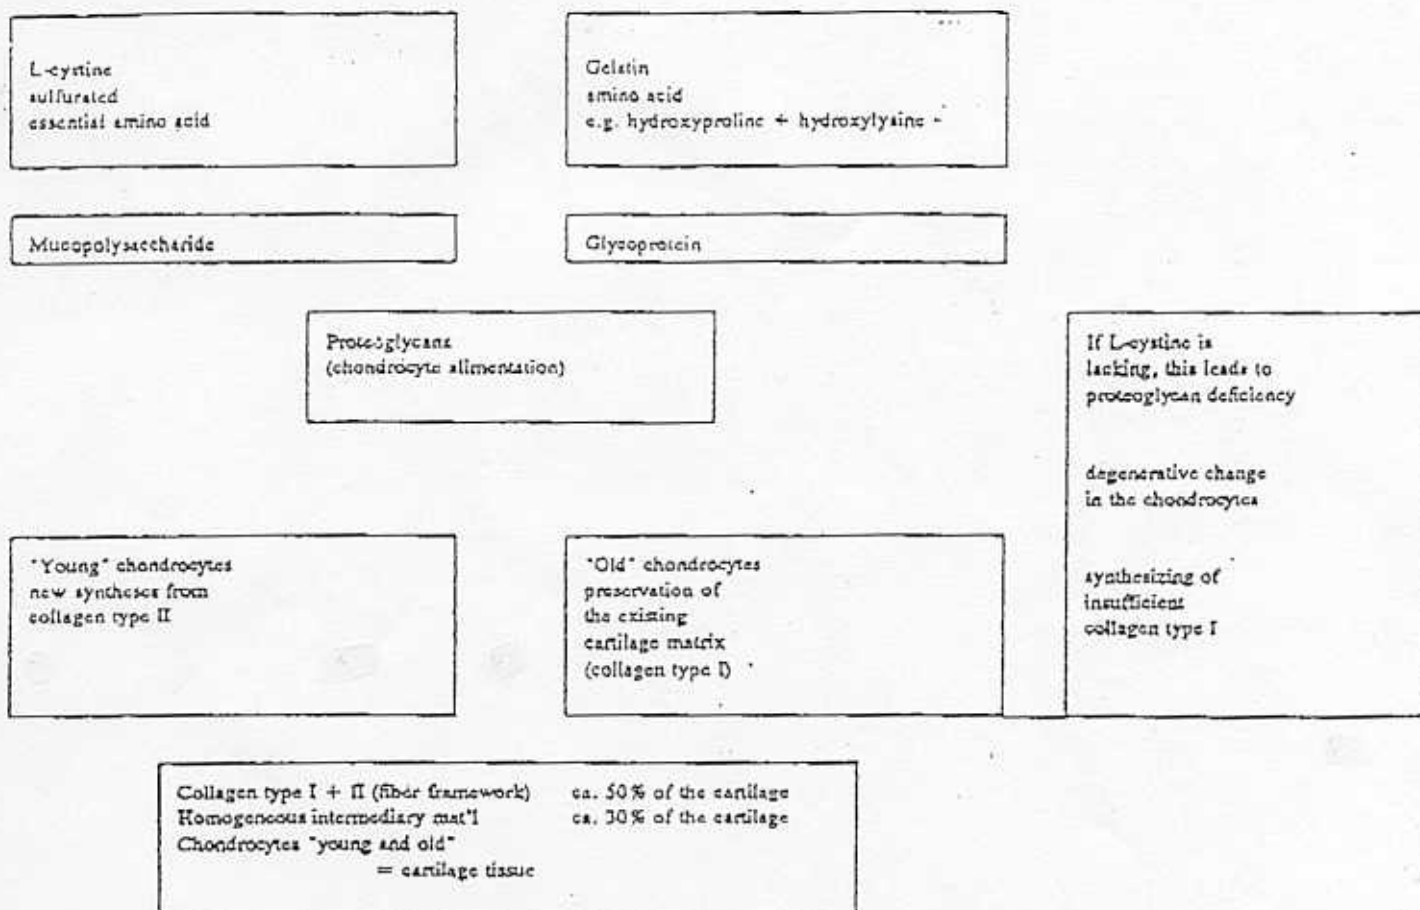 L-cystine
sulfurated
essential amino acid
Gelatin
amino acid
e.g. hydroxyproline + hydroxylysine -
Mucopolysaccharide
Glycoprotein
Proteoglycans
(chondrocyte alimentation)
If L-cystine is
lacking, this leads to
proteoglycan deficiency
degenerative change
in the chondrocytes
synthesizing of
insufficient
collagen type I
"Young" chondrocytes
new syntheses from
collagen type II
"Old" chondrocytes
preservation of
the existing
cartilage matrix
(collagen type I)
Collagen type I + II (fiber framework) ca. 50% of the cartilage
Homogeneous intermediary mat'l ca. 30% of the cartilage
Chondrocytes "young and old"
= cartilage tissue